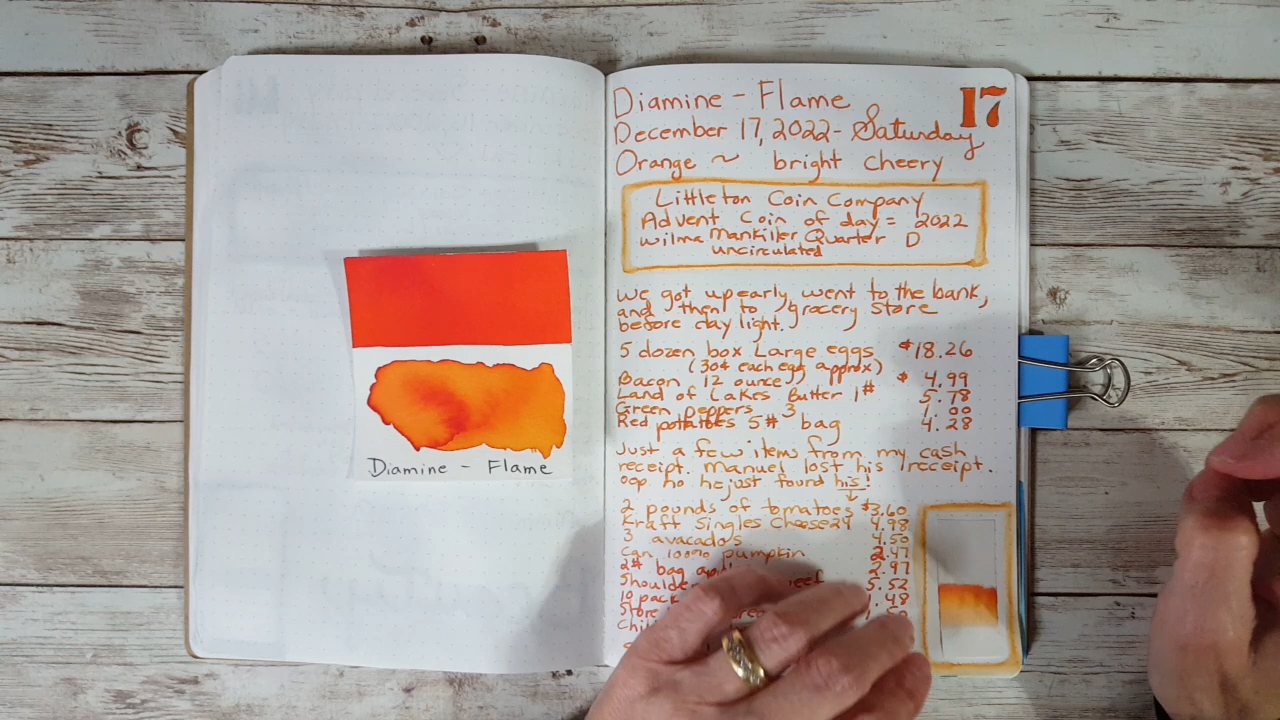 Diamine - Flame
Diamine - Flame
17
December 17, 2022 - Saturday
Orange ~ bright cheery
Littleton Coin Company
Advent Coin of day = 2022
Wilma Mankiller Quarter D
uncirculated
we got up early, went to the bank,
and then to grocery store
before day light.
5 dozen box Large eggs $18.26
(30¢ each egg approx)
Bacon 12 ounce $ 4.99
Land of Lakes Butter 1# 5.78
Green peppers 3 1.00
Red potatoes 5# bag 4.28
Just a few items from my cash
receipt. Manuel lost his receipt.
oop no he just found his!
2 pounds of tomatoes $3.60
Kraft Singles Cheese 24 4.98
3 avacados 4.50
Can 100% pumpkin 2.47
2# bag 2.97
5.52
10 pack .48
Store